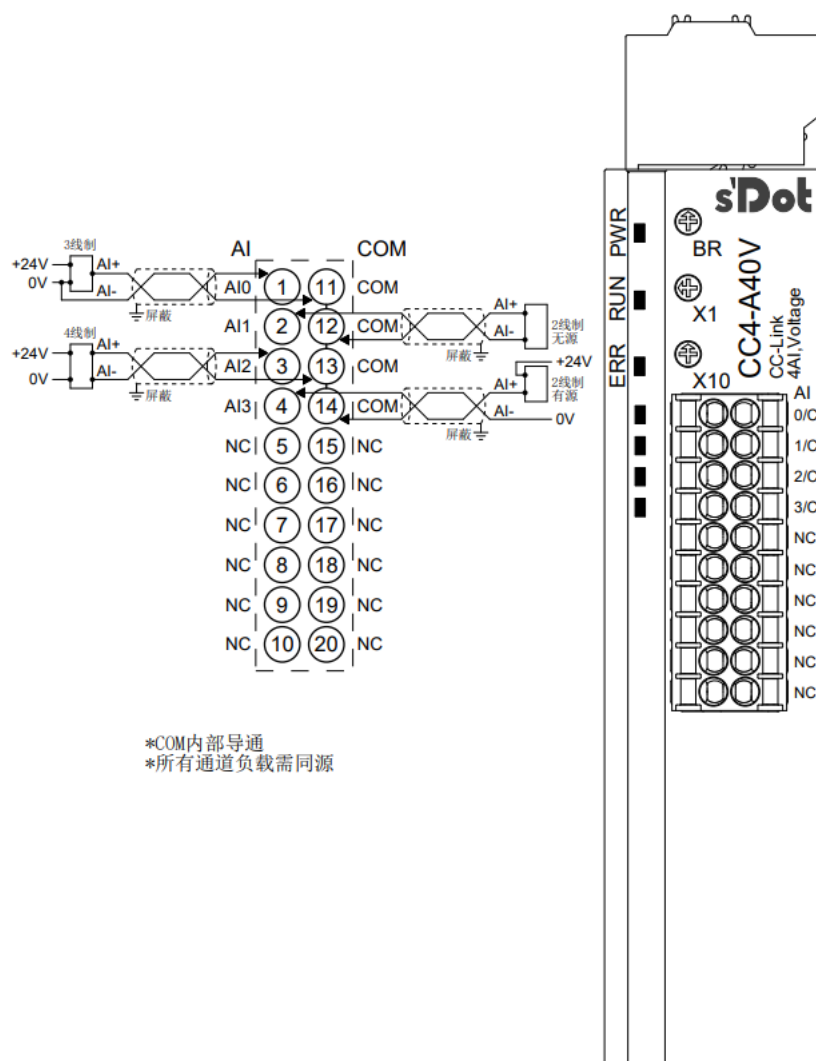 3线制
+24V
0V
AI+
AI-
屏蔽
4线制
+24V
0V
AI+
AI-
屏蔽
AI COM
AI0 1 11 COM
AI1 2 12 COM
AI2 3 13 COM
AI3 4 14 COM
NC 5 15 NC
NC 6 16 NC
NC 7 17 NC
NC 8 18 NC
NC 9 19 NC
NC 10 20 NC
AI+
AI-
2线制
无源
屏蔽
+24V
AI+
AI-
2线制
有源
0V
屏蔽
*COM内部导通
*所有通道负载需同源
s'Dot
PWR
RUN
ERR
BR
X1
X10
CC4-A40V
CC-Link
4AI,Voltage
AI
0/C
1/C
2/C
3/C
NC
NC
NC
NC
NC
NC